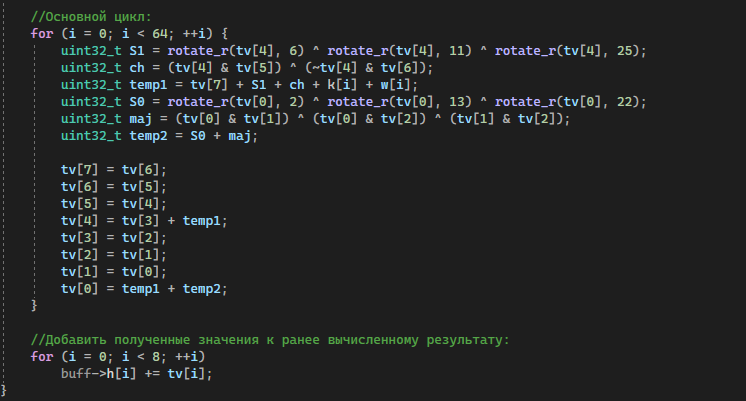 //Основной цикл:
for (i = 0; i < 64; ++i) {
uint32_t S1 = rotate_r(tv[4], 6) ^ rotate_r(tv[4], 11) ^ rotate_r(tv[4], 25);
uint32_t ch = (tv[4] & tv[5]) ^ (~tv[4] & tv[6]);
uint32_t temp1 = tv[7] + S1 + ch + k[i] + w[i];
uint32_t S0 = rotate_r(tv[0], 2) ^ rotate_r(tv[0], 13) ^ rotate_r(tv[0], 22);
uint32_t maj = (tv[0] & tv[1]) ^ (tv[0] & tv[2]) ^ (tv[1] & tv[2]);
uint32_t temp2 = S0 + maj;
tv[7] = tv[6];
tv[6] = tv[5];
tv[5] = tv[4];
tv[4] = tv[3] + temp1;
tv[3] = tv[2];
tv[2] = tv[1];
tv[1] = tv[0];
tv[0] = temp1 + temp2;
}
//Добавить полученные значения к ранее вычисленному результату:
for (i = 0; i < 8; ++i)
buff->h[i] += tv[i];
}